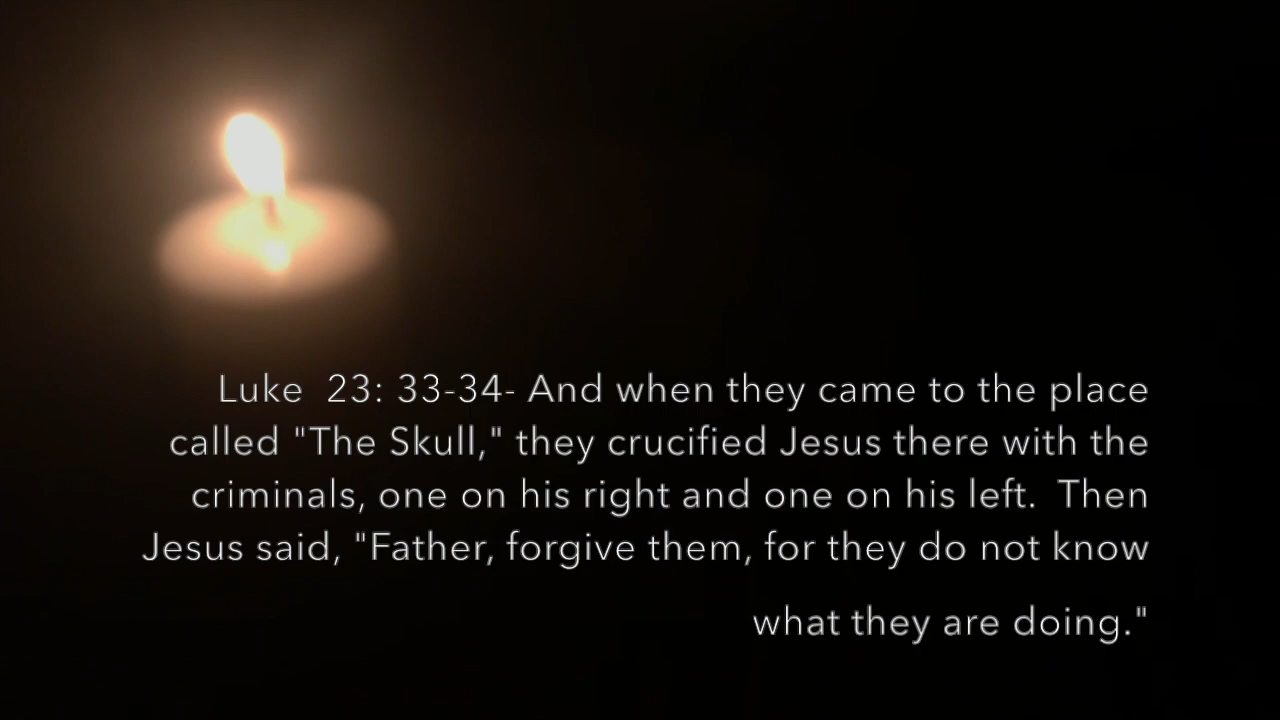 Luke  23: 33-34- And when they came to the place
called "The Skull," they crucified Jesus there with the
criminals, one on his right and one on his left.  Then
Jesus said, "Father, forgive them, for they do not know
what they are doing."